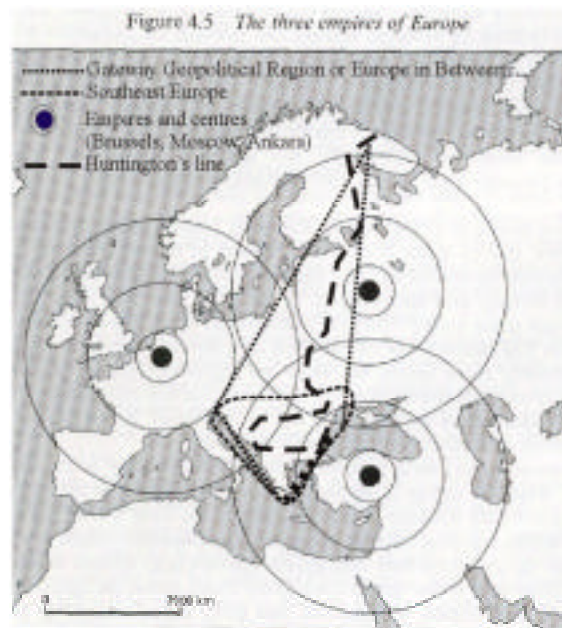 Figure 4.5 The three empires of Europe
Gateway Geopolitical Region or Europe in Between
Southeast Europe
Empires and centres
(Brussels, Moscow, Ankara)
Huntington's line
0 km